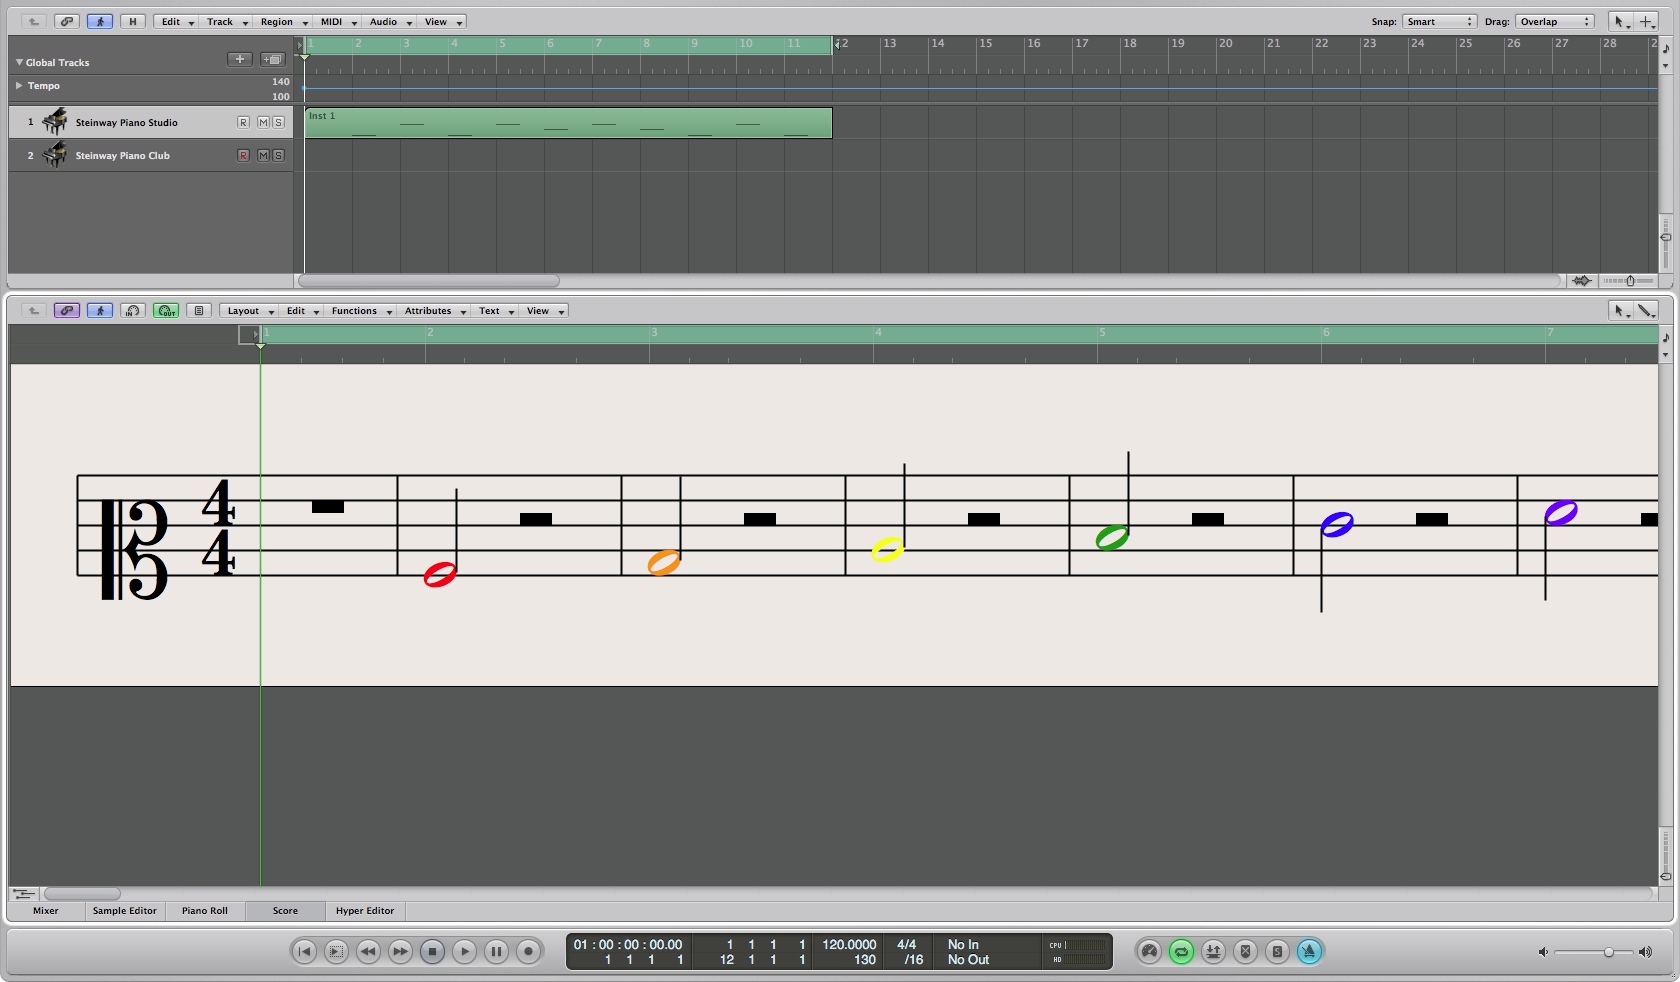 H Edit Track Region MIDI Audio View Snap: Smart Drag: Overlap
1 2 3 4 5 6 7 8 9 10 11 12 13 14 15 16 17 18 19 20 21 22 23 24 25 26 27 28 2
Global Tracks
Tempo 140
100
1 Steinway Piano Studio R M S Inst 1
2 Steinway Piano Club R M S
IN OUT Layout Edit Functions Attributes Text View
1 2 3 4 5 6 7
4
4
Mixer Sample Editor Piano Roll Score Hyper Editor
01 : 00 : 00 : 00.00 1 1 1 1 120.0000 4/4 No In CPU
1 1 1 1 12 1 1 1 130 /16 No Out HD
S